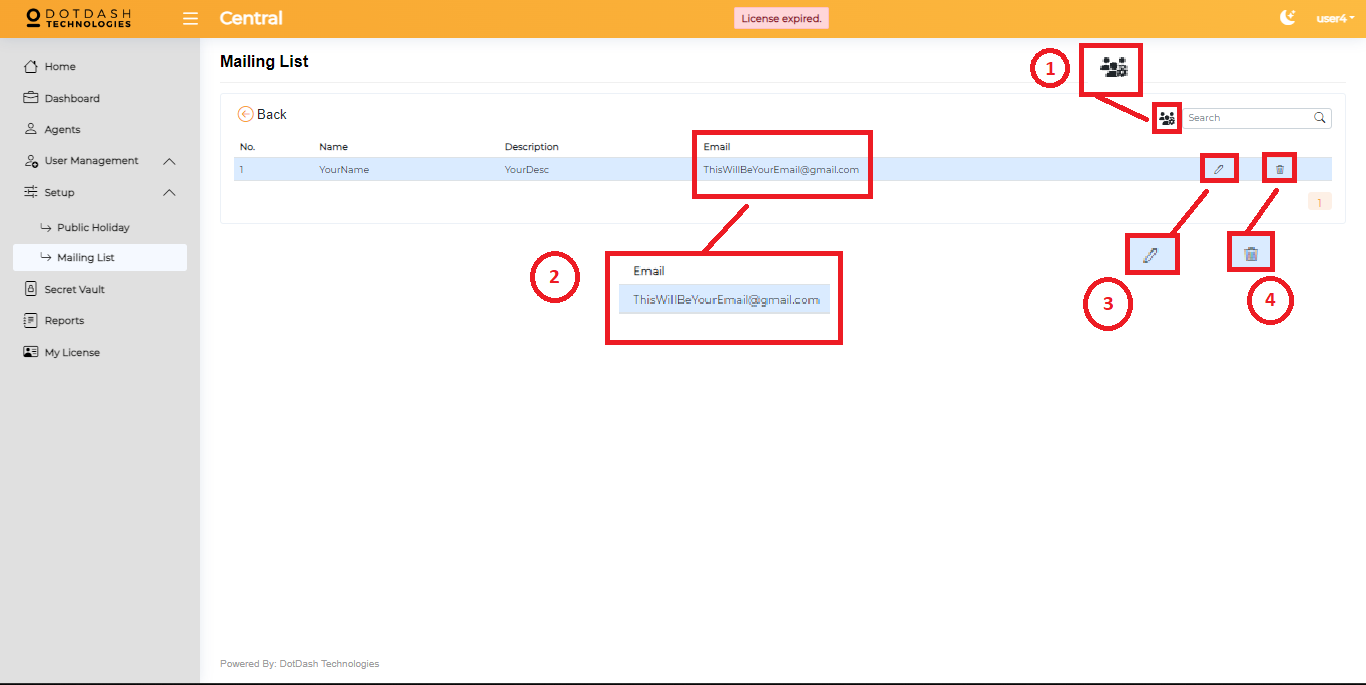 DOTDASH
TECHNOLOGIES
Central
License expired.
user4
Home
Dashboard
Agents
User Management
Setup
Public Holiday
Mailing List
Secret Vault
Reports
My License
Mailing List
1
Back
Search
No. Name Description Email
1 YourName YourDesc ThisWillBeYourEmail@gmail.com
1
2
Email
ThisWillBeYourEmail@gmail.com
3
4
Powered By: DotDash Technologies